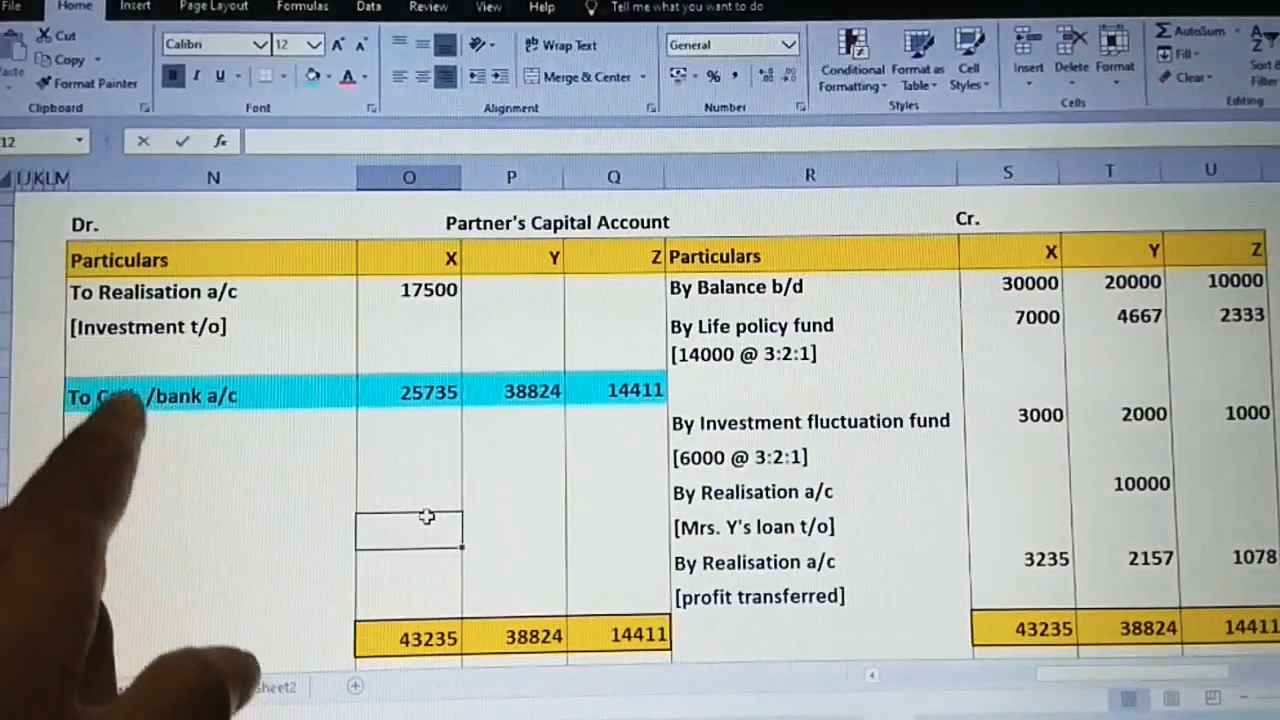 File Home Insert Page Layout Formulas Data Review View Help Tell me what you want to do
Cut Calibri 12 Wrap Text General AutoSum
Copy Fill
Format Painter B I U Merge & Center % Conditional Formatting Format as Table Cell Styles Insert Delete Format Clear Sort & Filter
Clipboard Font Alignment Number Styles Cells Editing
12 fx
N O P Q R S T U
Dr. Partner's Capital Account Cr.
Particulars X Y Z Particulars X Y Z
To Realisation a/c 17500 By Balance b/d 30000 20000 10000
[Investment t/o] By Life policy fund 7000 4667 2333
[14000 @ 3:2:1]
To /bank a/c 25735 38824 14411
By Investment fluctuation fund 3000 2000 1000
[6000 @ 3:2:1]
By Realisation a/c 10000
[Mrs. Y's loan t/o]
By Realisation a/c 3235 2157 1078
[profit transferred]
43235 38824 14411 43235 38824 14411